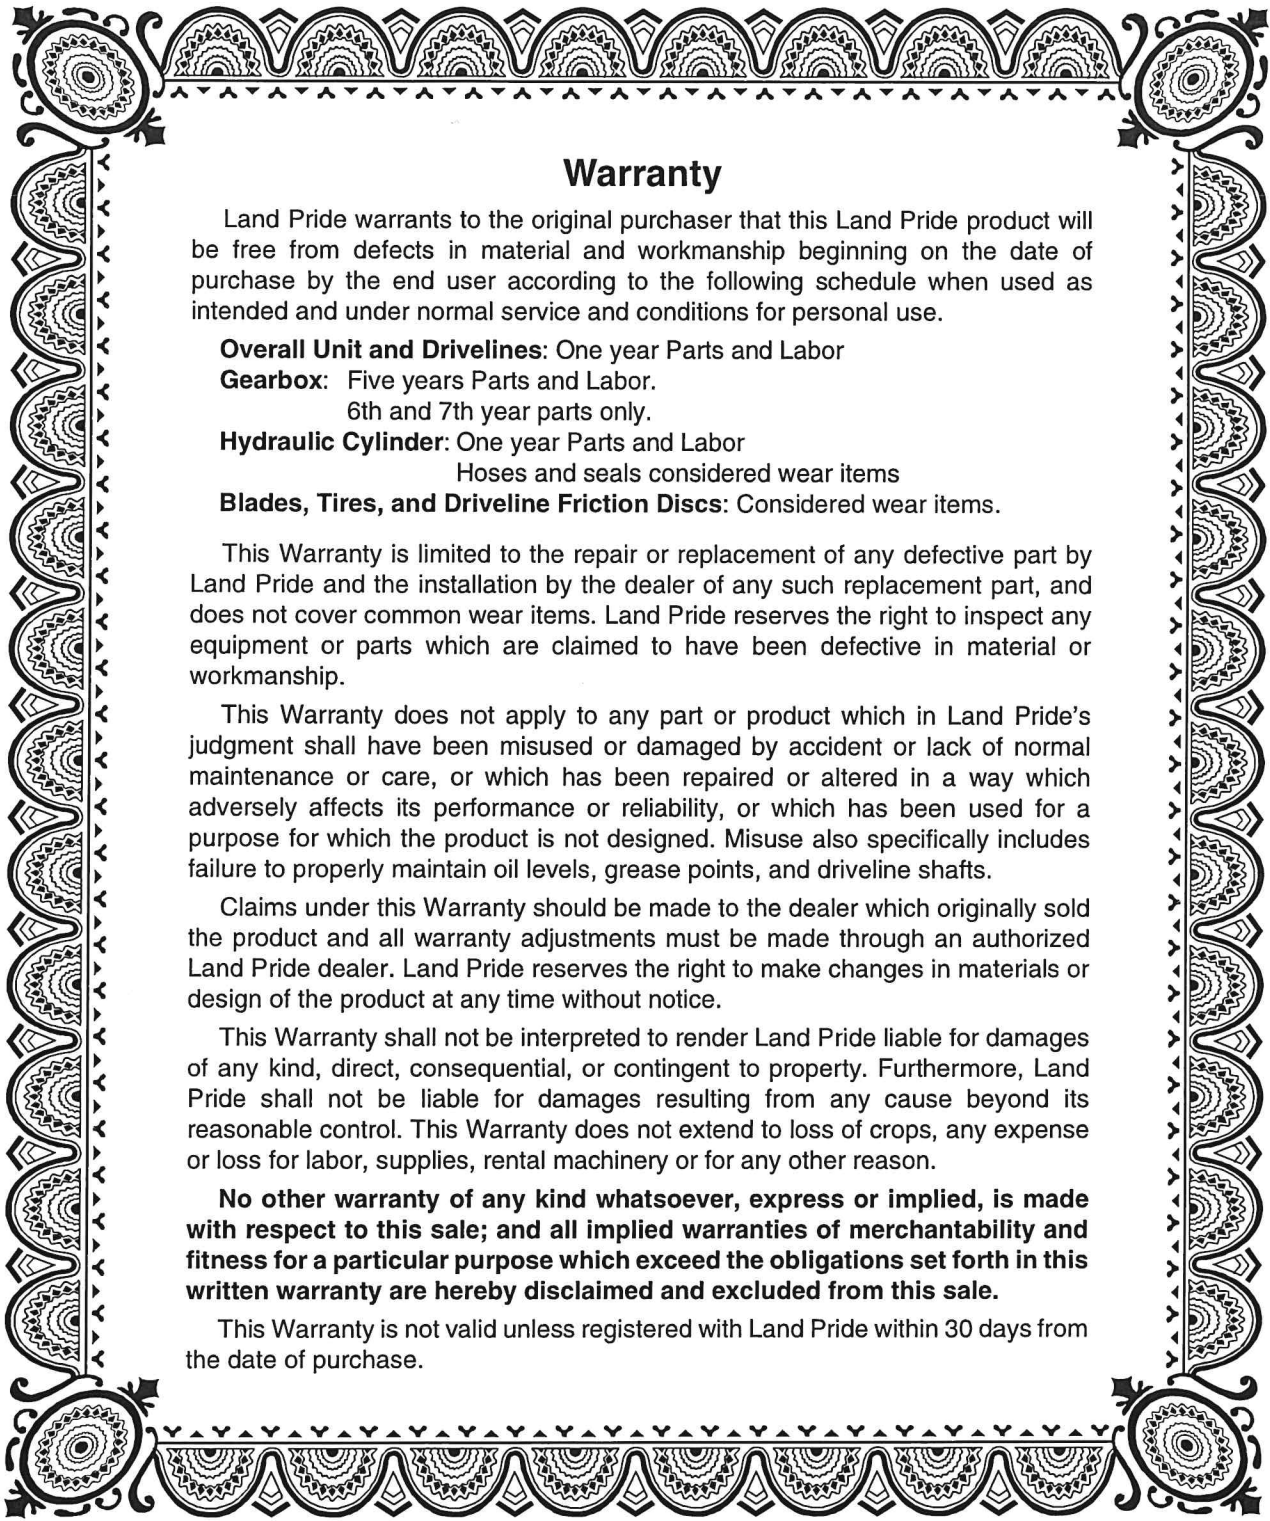 Warranty
Land Pride warrants to the original purchaser that this Land Pride product will
be free from defects in material and workmanship beginning on the date of
purchase by the end user according to the following schedule when used as
intended and under normal service and conditions for personal use.
Overall Unit and Drivelines: One year Parts and Labor
Gearbox: Five years Parts and Labor.
6th and 7th year parts only.
Hydraulic Cylinder: One year Parts and Labor
Hoses and seals considered wear items
Blades, Tires, and Driveline Friction Discs: Considered wear items.
This Warranty is limited to the repair or replacement of any defective part by
Land Pride and the installation by the dealer of any such replacement part, and
does not cover common wear items. Land Pride reserves the right to inspect any
equipment or parts which are claimed to have been defective in material or
workmanship.
This Warranty does not apply to any part or product which in Land Pride's
judgment shall have been misused or damaged by accident or lack of normal
maintenance or care, or which has been repaired or altered in a way which
adversely affects its performance or reliability, or which has been used for a
purpose for which the product is not designed. Misuse also specifically includes
failure to properly maintain oil levels, grease points, and driveline shafts.
Claims under this Warranty should be made to the dealer which originally sold
the product and all warranty adjustments must be made through an authorized
Land Pride dealer. Land Pride reserves the right to make changes in materials or
design of the product at any time without notice.
This Warranty shall not be interpreted to render Land Pride liable for damages
of any kind, direct, consequential, or contingent to property. Furthermore, Land
Pride shall not be liable for damages resulting from any cause beyond its
reasonable control. This Warranty does not extend to loss of crops, any expense
or loss for labor, supplies, rental machinery or for any other reason.
No other warranty of any kind whatsoever, express or implied, is made
with respect to this sale; and all implied warranties of merchantability and
fitness for a particular purpose which exceed the obligations set forth in this
written warranty are hereby disclaimed and excluded from this sale.
This Warranty is not valid unless registered with Land Pride within 30 days from
the date of purchase.